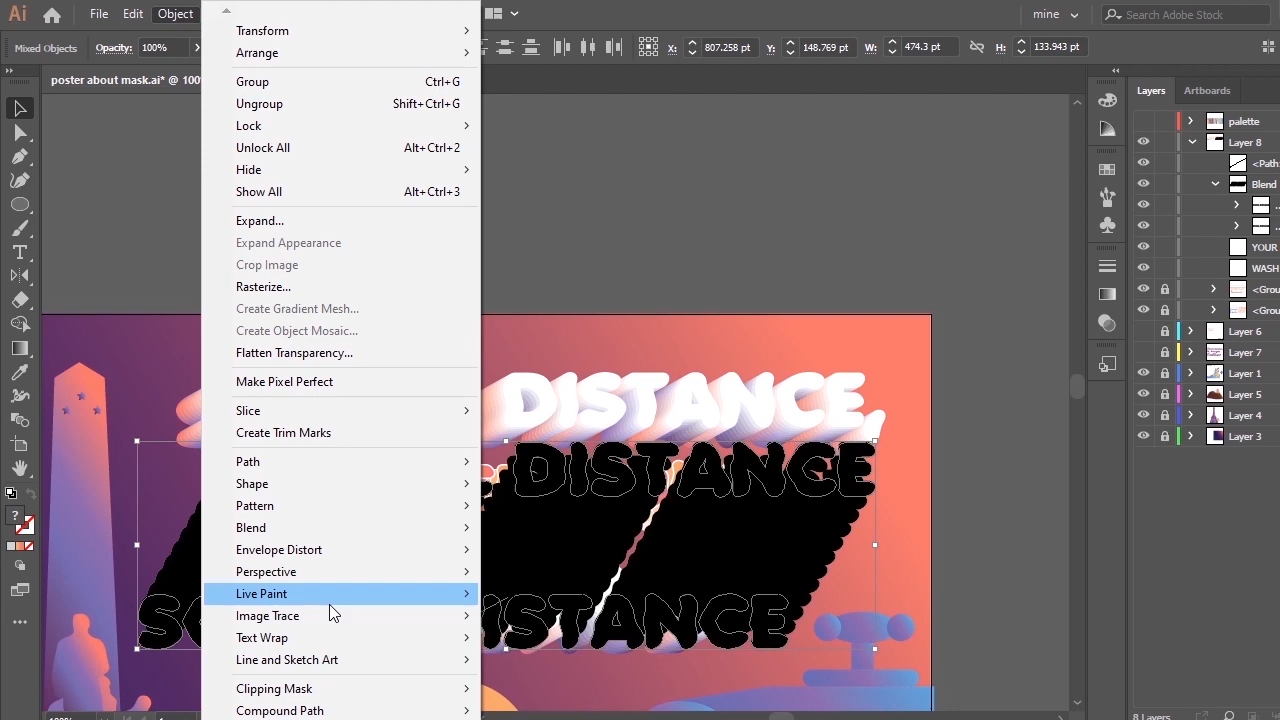 Ai File Edit Object mine Search Adobe Stock
Mixed Objects Opacity: 100% X: 807.258 pt Y: 148.769 pt W: 474.3 pt H: 133.943 pt
poster about mask.ai* @ 100%
Transform
Arrange
Group Ctrl+G
Ungroup Shift+Ctrl+G
Lock
Unlock All Alt+Ctrl+2
Hide
Show All Alt+Ctrl+3
Expand...
Expand Appearance
Crop Image
Rasterize...
Create Gradient Mesh...
Create Object Mosaic...
Flatten Transparency...
Make Pixel Perfect
Slice
Create Trim Marks
Path
Shape
Pattern
Blend
Envelope Distort
Perspective
Live Paint
Image Trace
Text Wrap
Line and Sketch Art
Clipping Mask
Compound Path
DISTANCE,
DISTANCE
DISTANCE
Layers Artboards
palette
Layer 8
<Path
Blend
...
...
YOUR
WASH
<Grou
<Grou
Layer 6
Layer 7
Layer 1
Layer 5
Layer 4
Layer 3
8 Layers
100%